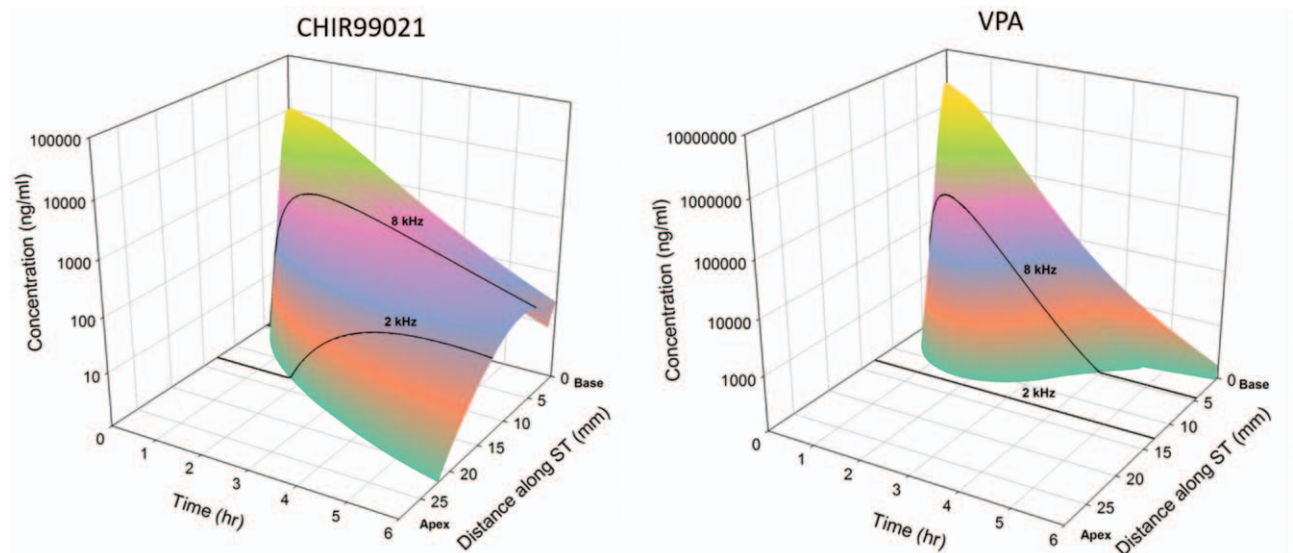 CHIR99021
100000
10000
1000
100
10
Concentration (ng/ml)
8 kHz
2 kHz
0
1
2
3
4
5
6
Time (hr)
0 Base
5
10
15
20
25
Apex
Distance along ST (mm)
VPA
10000000
1000000
100000
10000
1000
Concentration (ng/ml)
8 kHz
2 kHz
0
1
2
3
4
5
6
Time (hr)
0 Base
5
10
15
20
25
Apex
Distance along ST (mm)